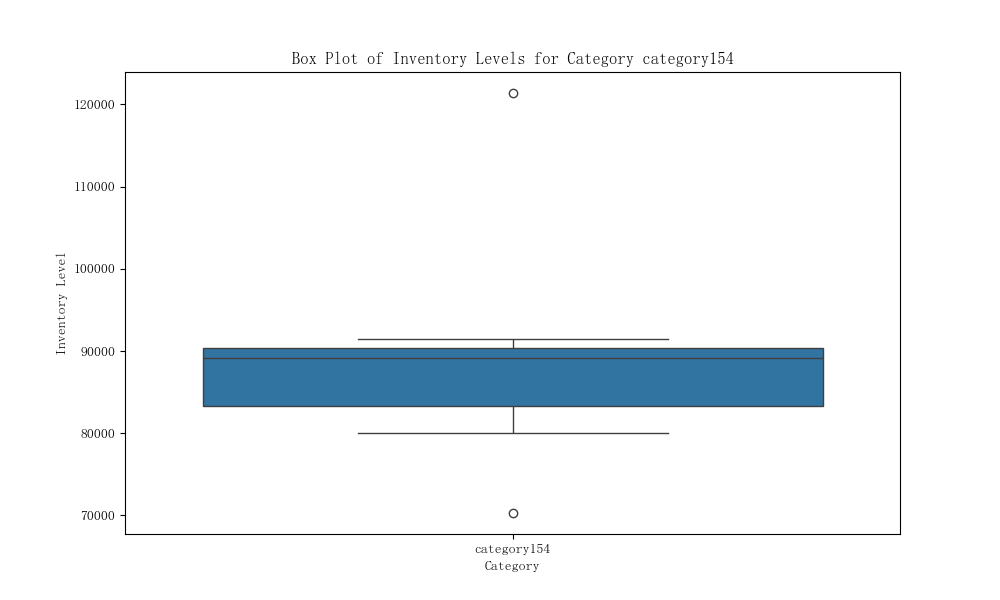 Box Plot of Inventory Levels for Category category154
120000
110000
100000
90000
80000
70000
Inventory Level
category154
Category